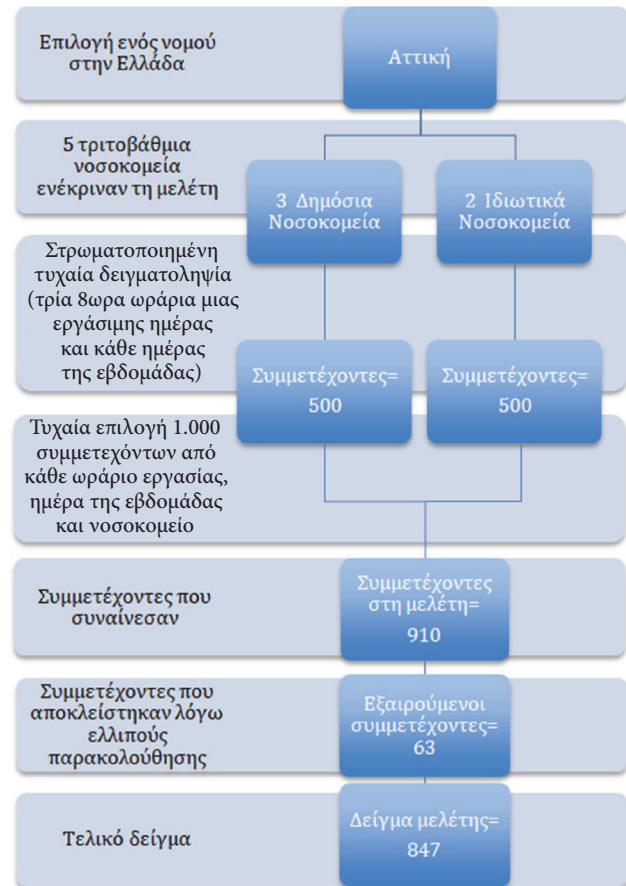 Επιλογή ενός νομού
στην Ελλάδα
Αττική
5 τριτοβάθμια
νοσοκομεία
ενέκριναν τη μελέτη
3 Δημόσια
Νοσοκομεία
2 Ιδιωτικά
Νοσοκομεία
Στρωματοποιημένη
τυχαία δειγματοληψία
(τρία 8ωρα ωράρια μιας
εργάσιμης ημέρας
και κάθε ημέρας
της εβδομάδας)
Συμμετέχοντες=
500
Συμμετέχοντες=
500
Τυχαία επιλογή 1.000
συμμετεχόντων από
κάθε ωράριο εργασίας,
ημέρα της εβδομάδας
και νοσοκομείο
Συμμετέχοντες που
συναίνεσαν
Συμμετέχοντες
στη μελέτη=
910
Συμμετέχοντες που
αποκλείστηκαν λόγω
ελλιπούς
παρακολούθησης
Εξαιρούμενοι
συμμετέχοντες=
63
Τελικό δείγμα
Δείγμα μελέτης=
847